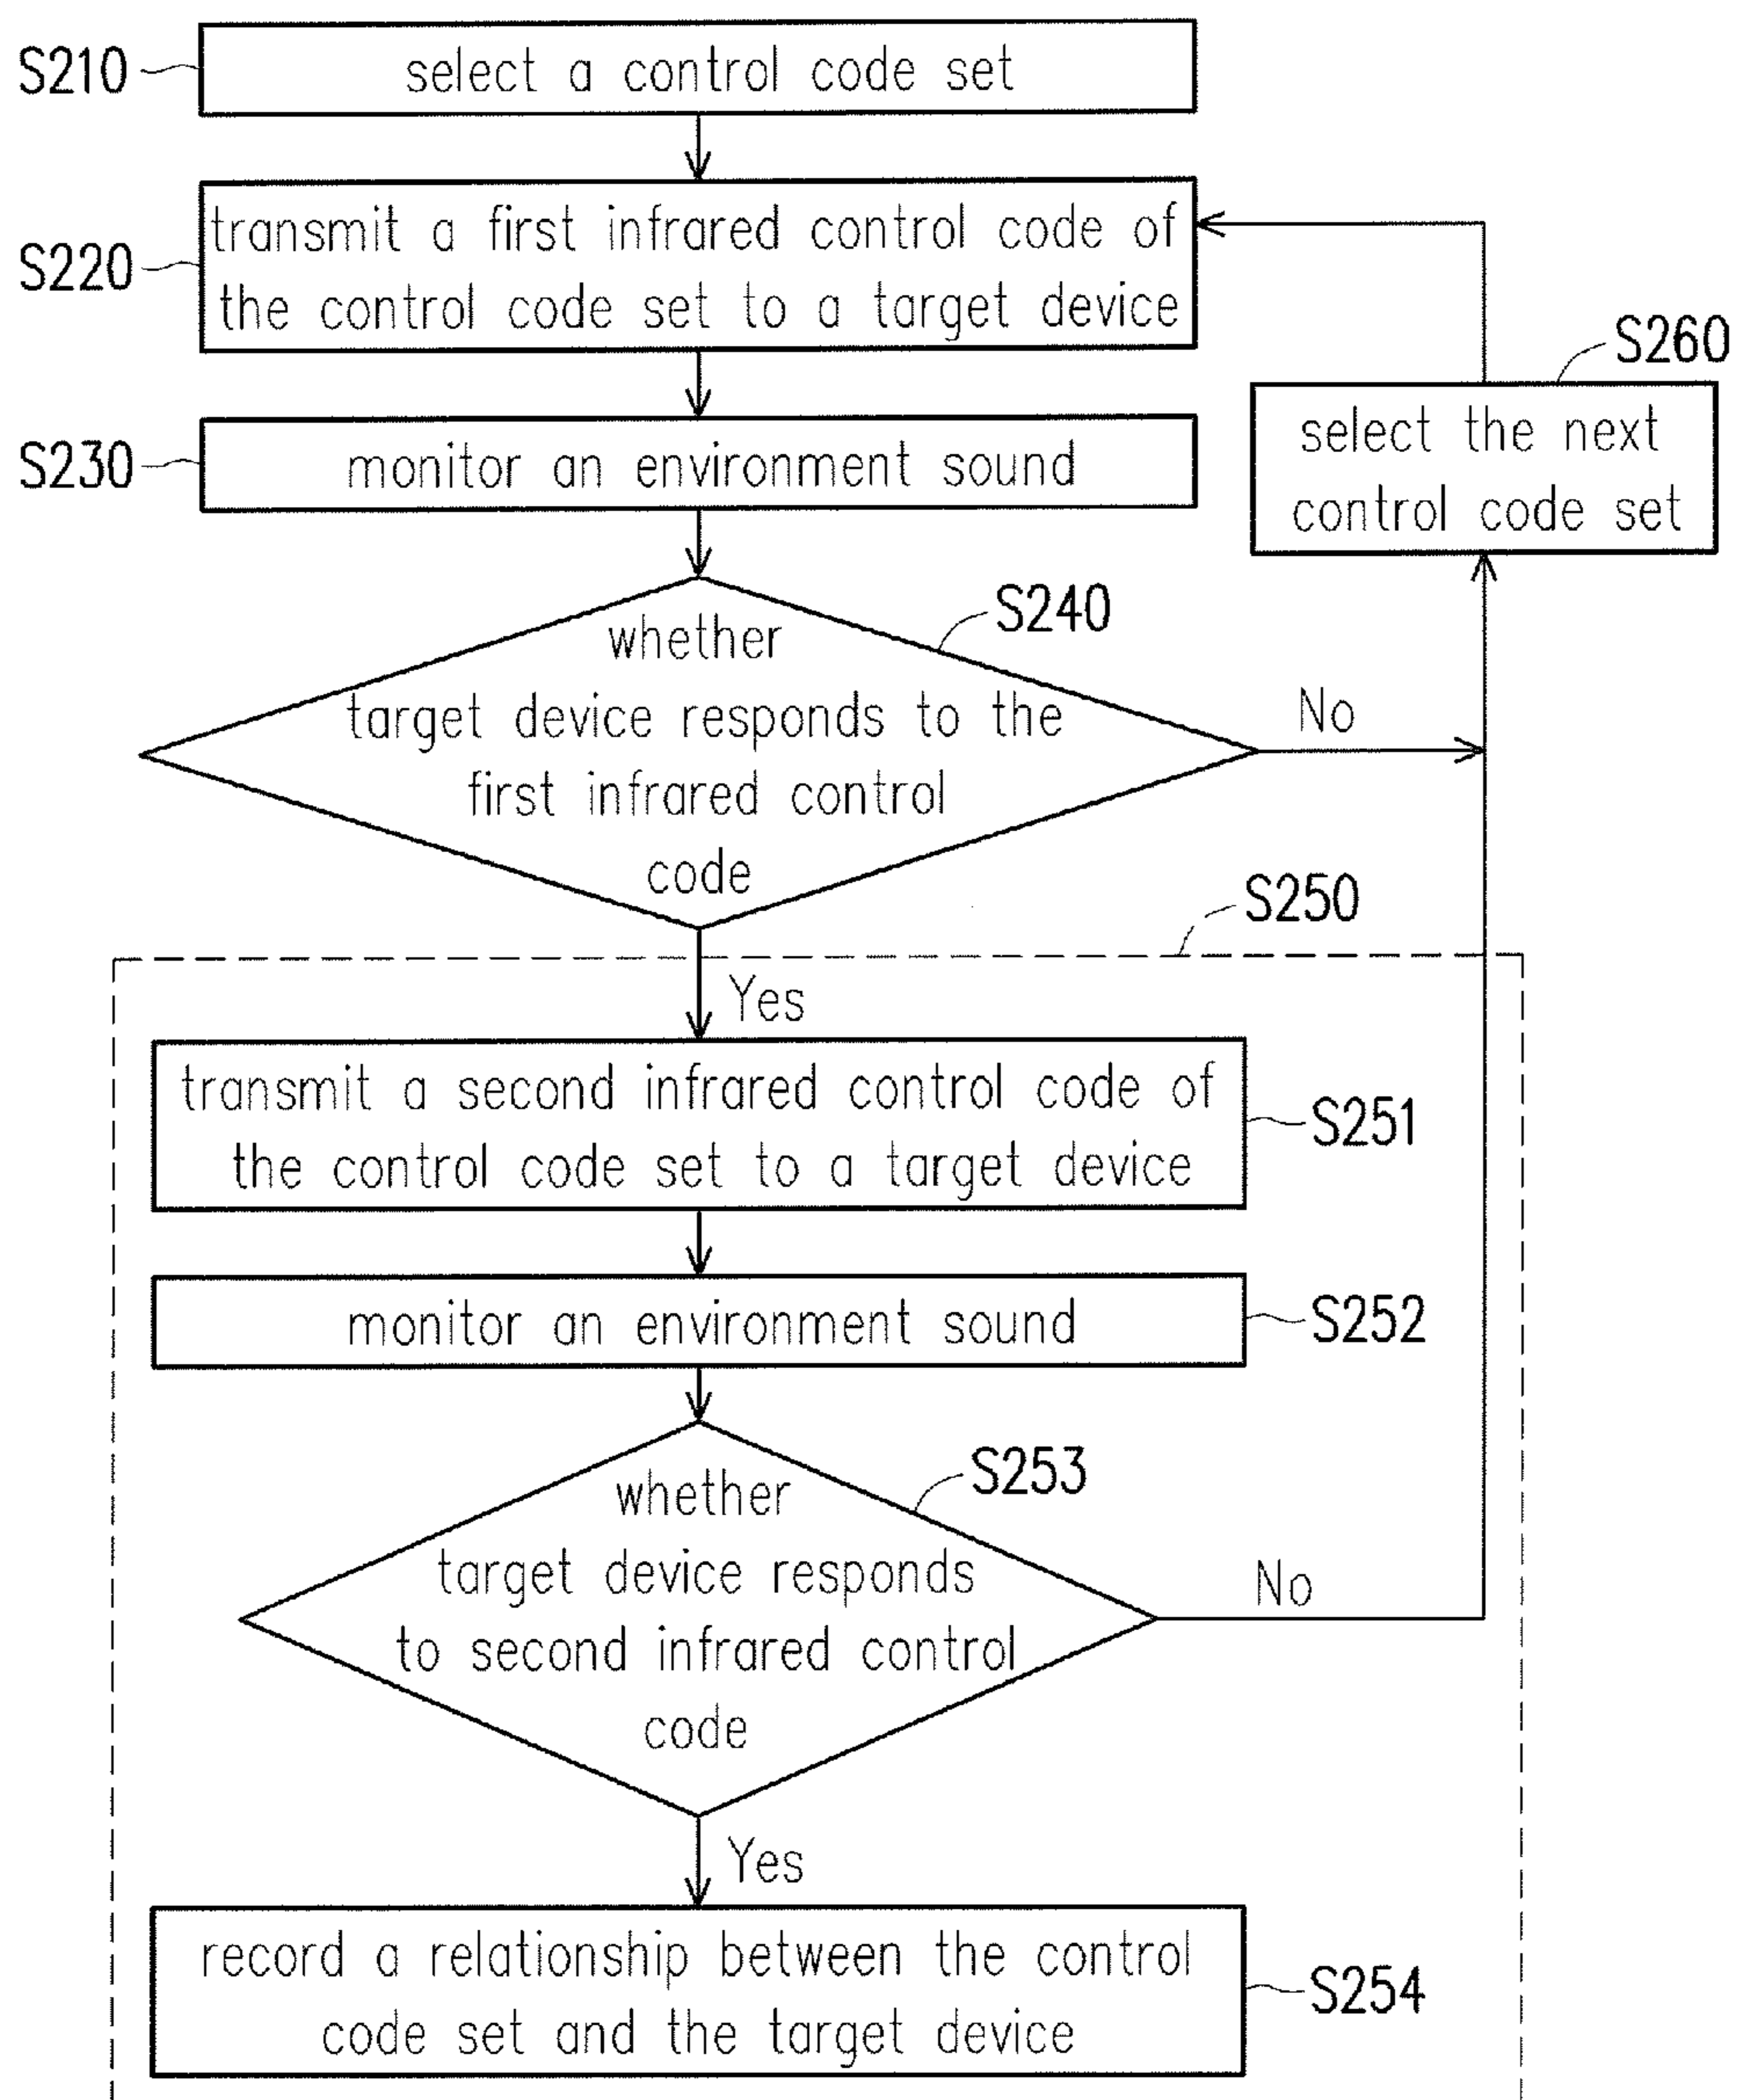 S210
select a control code set
S220
transmit a first infrared control code of
the control code set to a target device
S260
select the next
control code set
S230
monitor an environment sound
S240
whether
target device responds to the
first infrared control
code
No
S250
Yes
transmit a second infrared control code of
the control code set to a target device
S251
monitor an environment sound
S252
S253
whether
target device responds
to second infrared control
code
No
Yes
record a relationship between the control
code set and the target device
S254